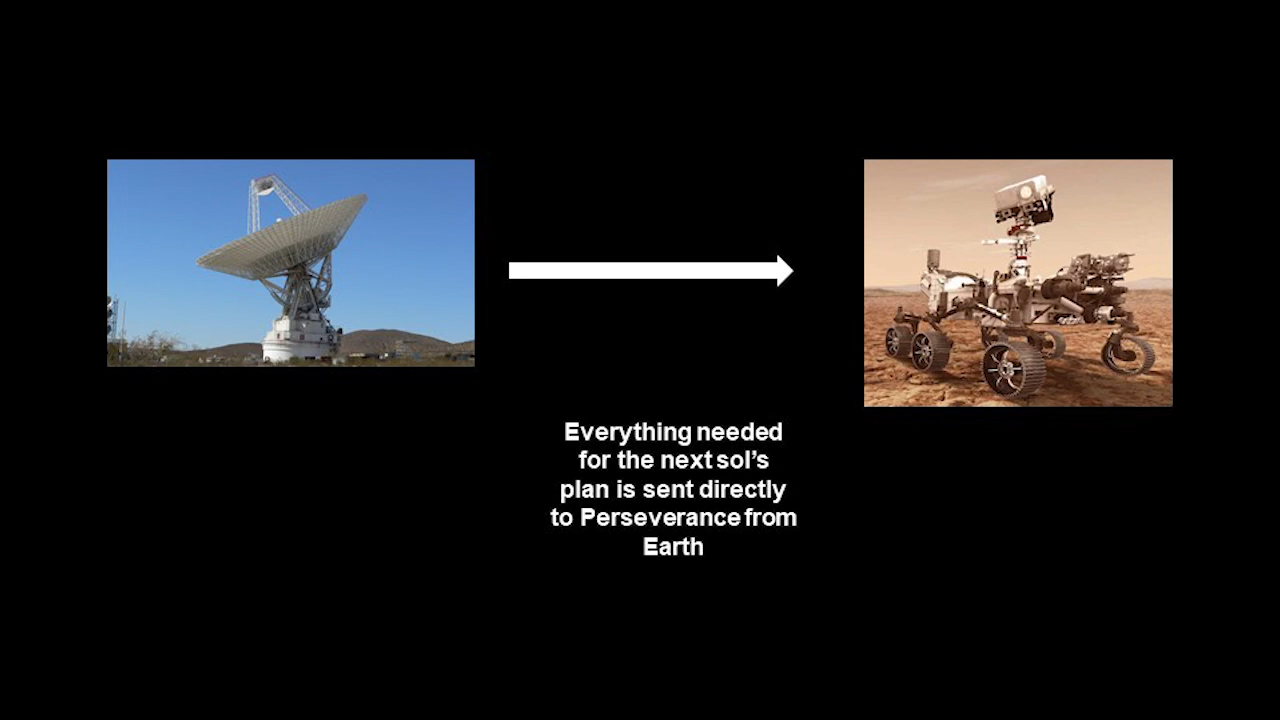 Everything needed
for the next sol’s
plan is sent directly
to Perseverance from
Earth